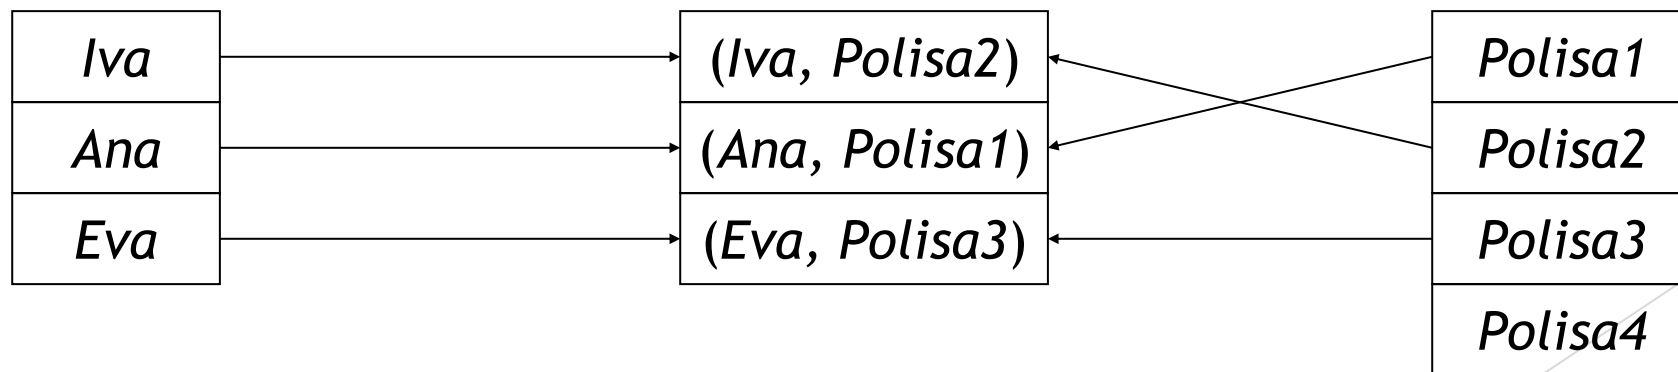 Iva
Ana
Eva
(Iva, Polisa2)
(Ana, Polisa1)
(Eva, Polisa3)
Polisa1
Polisa2
Polisa3
Polisa4